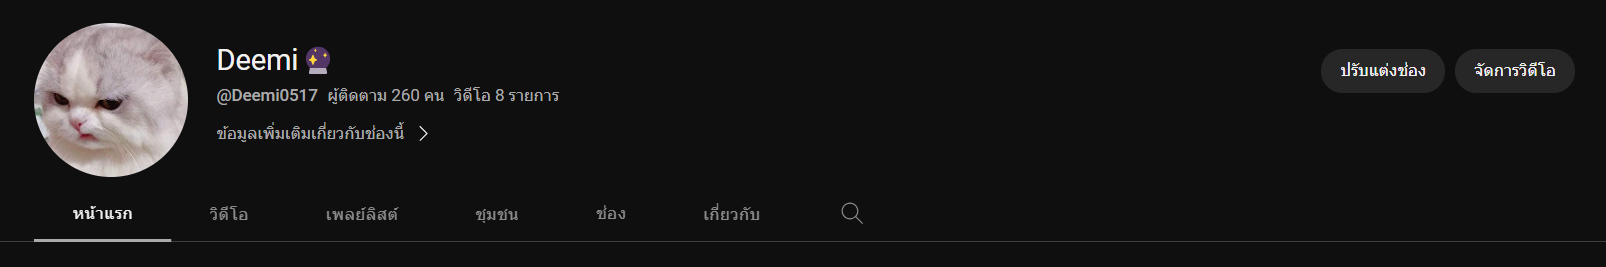 Deemi 🔮
@Deemi0517 ผู้ติดตาม 260 คน วิดีโอ 8 รายการ
ข้อมูลเพิ่มเติมเกี่ยวกับช่องนี้
ปรับแต่งช่อง จัดการวิดีโอ
หน้าแรก วิดีโอ เพลย์ลิสต์ ชุมชน ช่อง เกี่ยวกับ